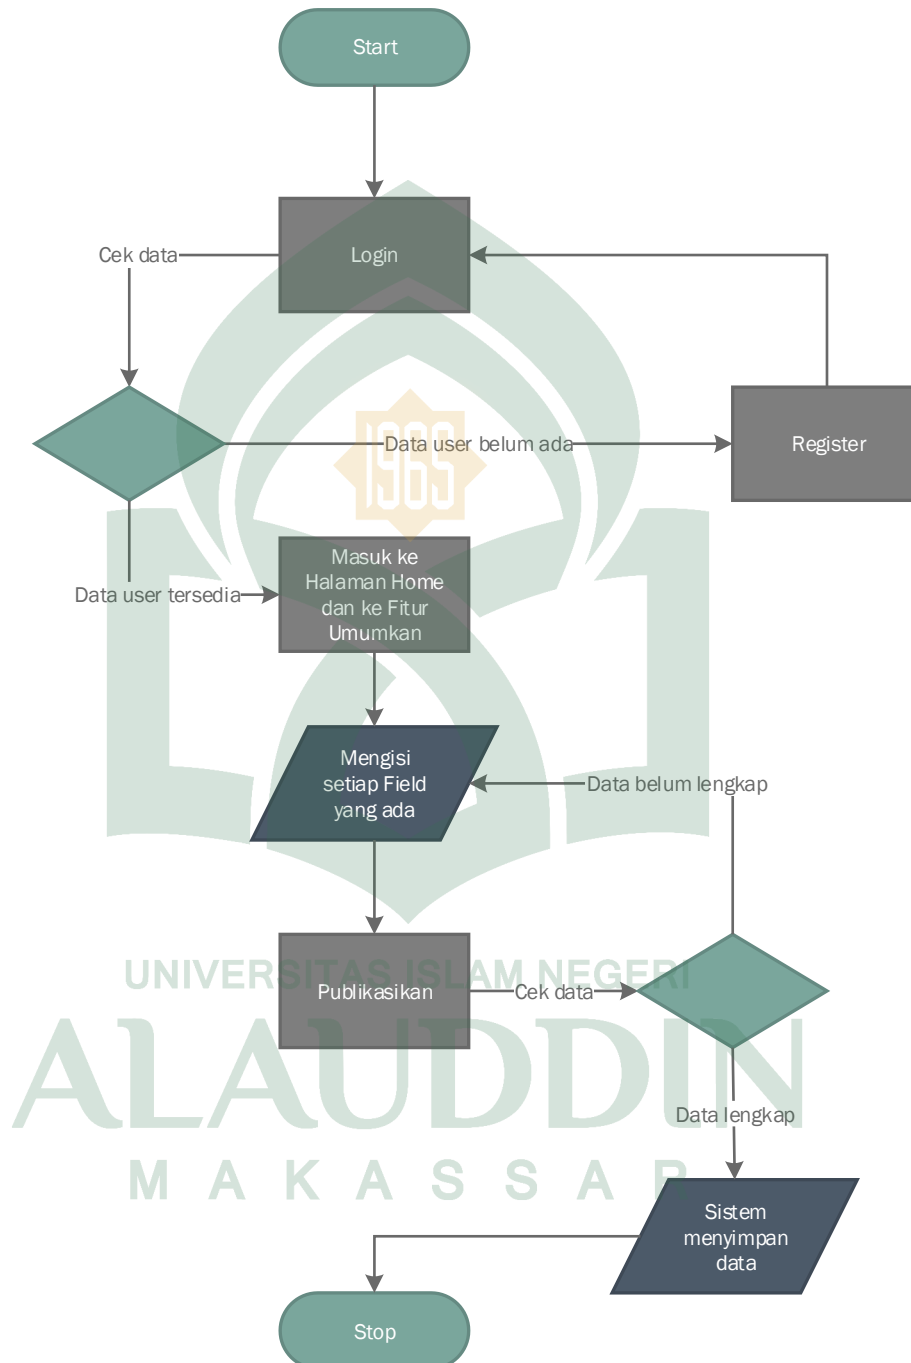 Start
Login
Cek data
Data user belum ada
Register
1965
Masuk ke
Halaman Home
dan ke Fitur
Umumkan
Data user tersedia
Mengisi
setiap Field
yang ada
Data belum lengkap
UNIVERSITAS ISLAM NEGERI
Publikasikan
Cek data
ALAUDDIN
Data lengkap
MAKASSAR
Sistem
menyimpan
data
Stop